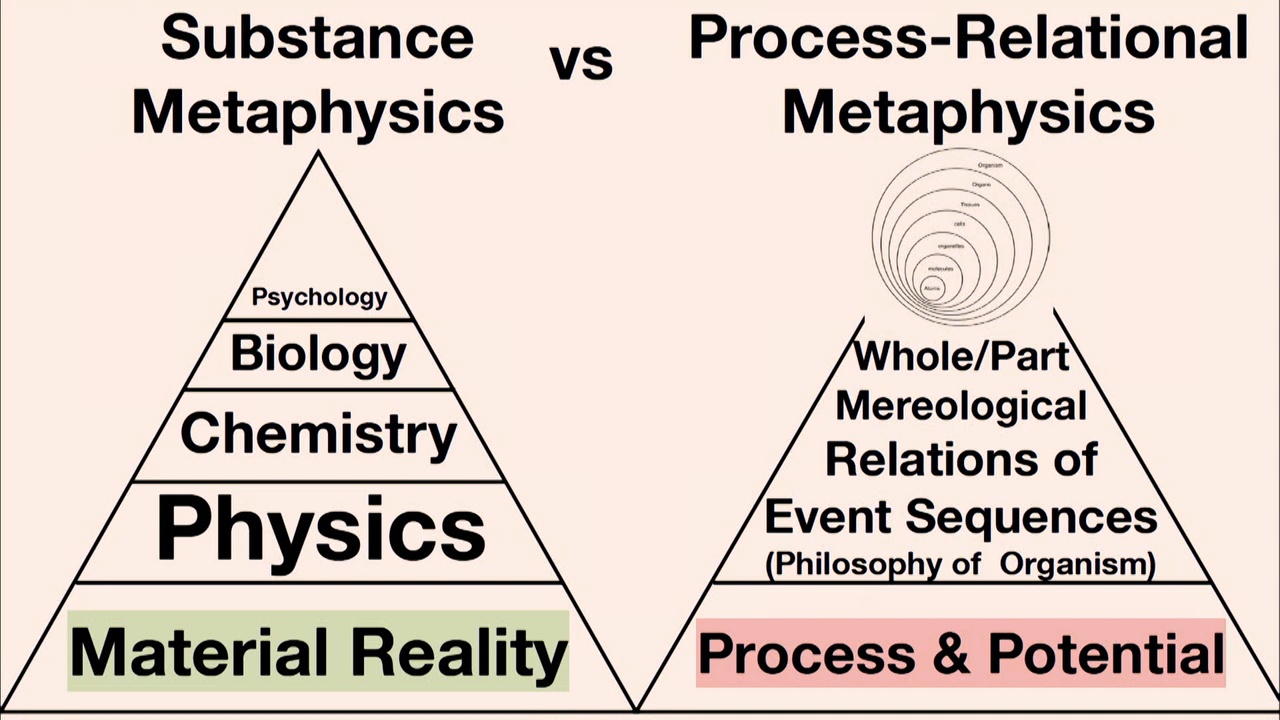 Substance
Metaphysics
vs
Process-Relational
Metaphysics
Psychology
Biology
Chemistry
Physics
Material Reality
Organism
Organs
Tissues
cells
organelles
molecules
Atoms
Whole/Part
Mereological
Relations of
Event Sequences
(Philosophy of Organism)
Process & Potential